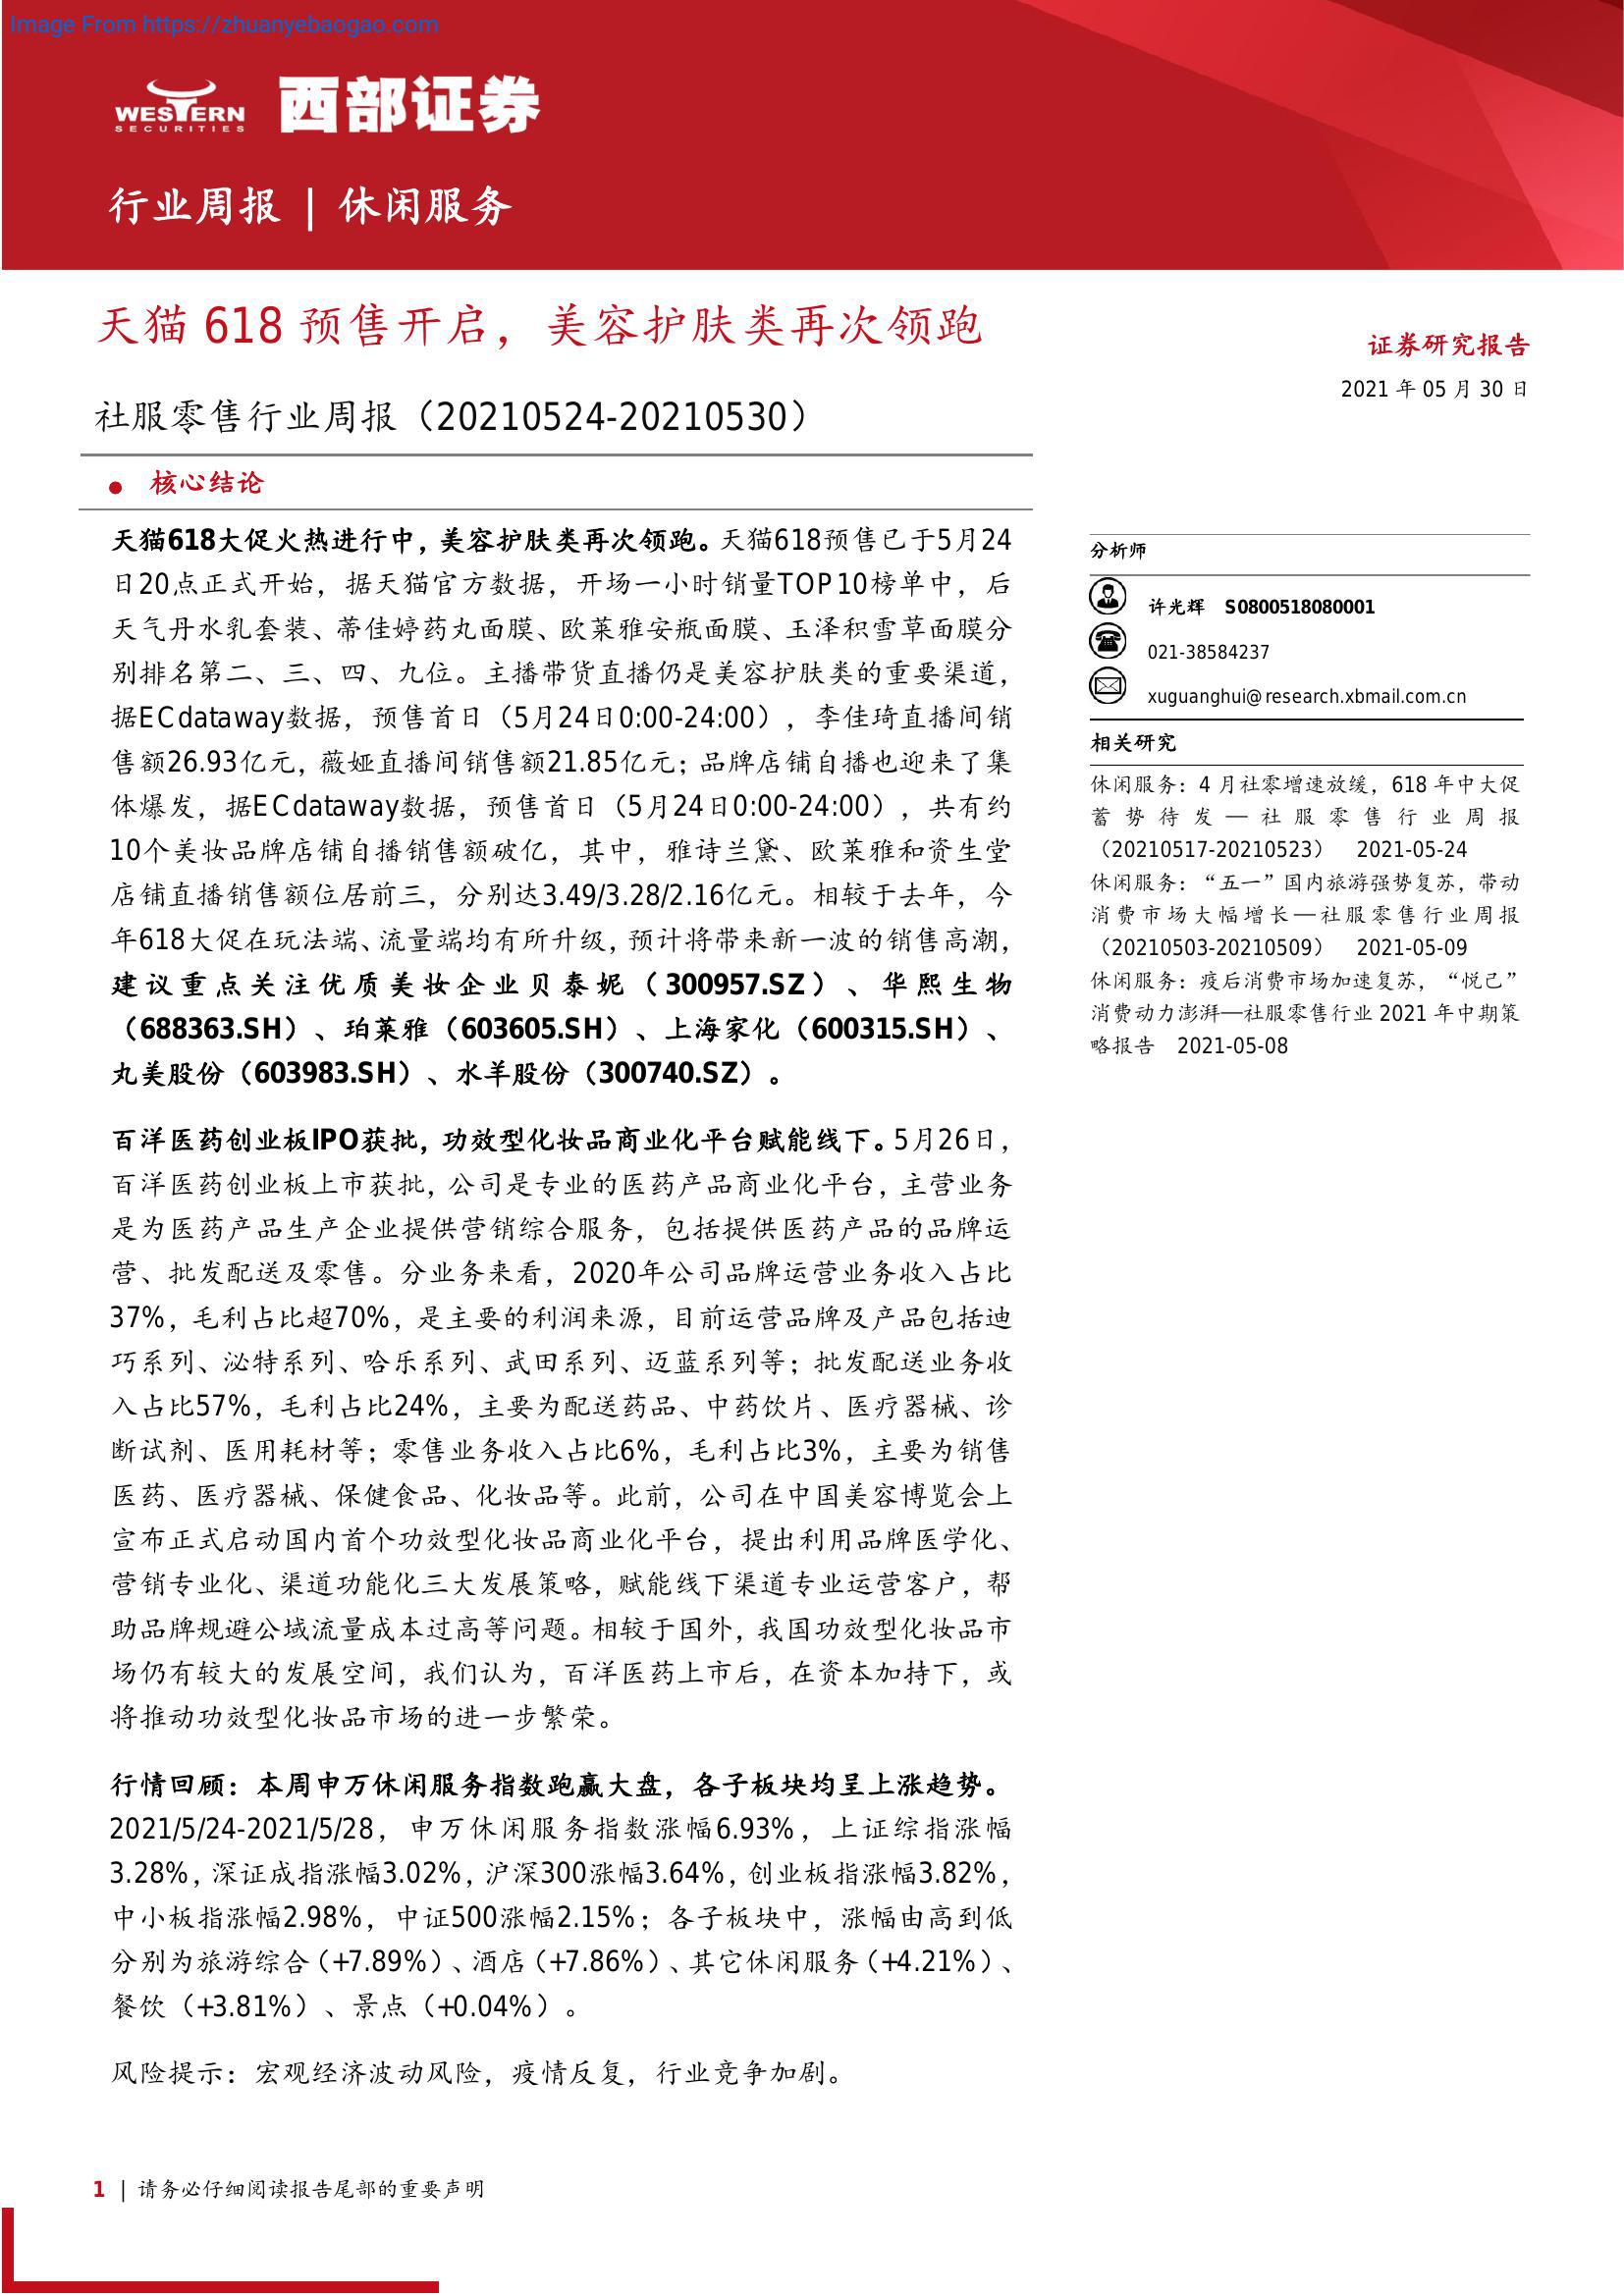 Image From https://zhuanyebaogao.com
WESTERN
SECURITIES
西部证券
行业周报 | 休闲服务
天猫 618 预售开启，美容护肤类再次领跑
社服零售行业周报（20210524-20210530）
证券研究报告
2021 年 05 月 30 日
● 核心结论
天猫618大促火热进行中，美容护肤类再次领跑。天猫618预售已于5月24
日20点正式开始，据天猫官方数据，开场一小时销量TOP10榜单中，后
天气丹水乳套装、蒂佳婷药丸面膜、欧莱雅安瓶面膜、玉泽积雪草面膜分
别排名第二、三、四、九位。主播带货直播仍是美容护肤类的重要渠道，
据ECdataway数据，预售首日（5月24日0:00-24:00），李佳琦直播间销
售额26.93亿元，薇娅直播间销售额21.85亿元；品牌店铺自播也迎来了集
体爆发，据ECdataway数据，预售首日（5月24日0:00-24:00），共有约
10个美妆品牌店铺自播销售额破亿，其中，雅诗兰黛、欧莱雅和资生堂
店铺直播销售额位居前三，分别达3.49/3.28/2.16亿元。相较于去年，今
年618大促在玩法端、流量端均有所升级，预计将带来新一波的销售高潮，
建议重点关注优质美妆企业贝泰妮（300957.SZ）、华熙生物
（688363.SH）、珀莱雅（603605.SH）、上海家化（600315.SH）、
丸美股份（603983.SH）、水羊股份（300740.SZ）。
百洋医药创业板IPO获批，功效型化妆品商业化平台赋能线下。5月26日，
百洋医药创业板上市获批，公司是专业的医药产品商业化平台，主营业务
是为医药产品生产企业提供营销综合服务，包括提供医药产品的品牌运
营、批发配送及零售。分业务来看，2020年公司品牌运营业务收入占比
37%，毛利占比超70%，是主要的利润来源，目前运营品牌及产品包括迪
巧系列、泌特系列、哈乐系列、武田系列、迈蓝系列等；批发配送业务收
入占比57%，毛利占比24%，主要为配送药品、中药饮片、医疗器械、诊
断试剂、医用耗材等；零售业务收入占比6%，毛利占比3%，主要为销售
医药、医疗器械、保健食品、化妆品等。此前，公司在中国美容博览会上
宣布正式启动国内首个功效型化妆品商业化平台，提出利用品牌医学化、
营销专业化、渠道功能化三大发展策略，赋能线下渠道专业运营客户，帮
助品牌规避公域流量成本过高等问题。相较于国外，我国功效型化妆品市
场仍有较大的发展空间，我们认为，百洋医药上市后，在资本加持下，或
将推动功效型化妆品市场的进一步繁荣。
行情回顾：本周申万休闲服务指数跑赢大盘，各子板块均呈上涨趋势。
2021/5/24-2021/5/28，申万休闲服务指数涨幅6.93%，上证综指涨幅
3.28%，深证成指涨幅3.02%，沪深300涨幅3.64%，创业板指涨幅3.82%，
中小板指涨幅2.98%，中证500涨幅2.15%；各子板块中，涨幅由高到低
分别为旅游综合（+7.89%）、酒店（+7.86%）、其它休闲服务（+4.21%）、
餐饮（+3.81%）、景点（+0.04%）。
风险提示：宏观经济波动风险，疫情反复，行业竞争加剧。
分析师
许光辉 S0800518080001
021-38584237
xuguanghui@research.xbmail.com.cn
相关研究
休闲服务：4 月社零增速放缓，618 年中大促
蓄势待发—社服零售行业周报
（20210517-20210523） 2021-05-24
休闲服务：“五一”国内旅游强势复苏，带动
消费市场大幅增长—社服零售行业周报
（20210503-20210509） 2021-05-09
休闲服务：疫后消费市场加速复苏，“悦己”
消费动力澎湃—社服零售行业 2021 年中期策
略报告 2021-05-08
1 | 请务必仔细阅读报告尾部的重要声明